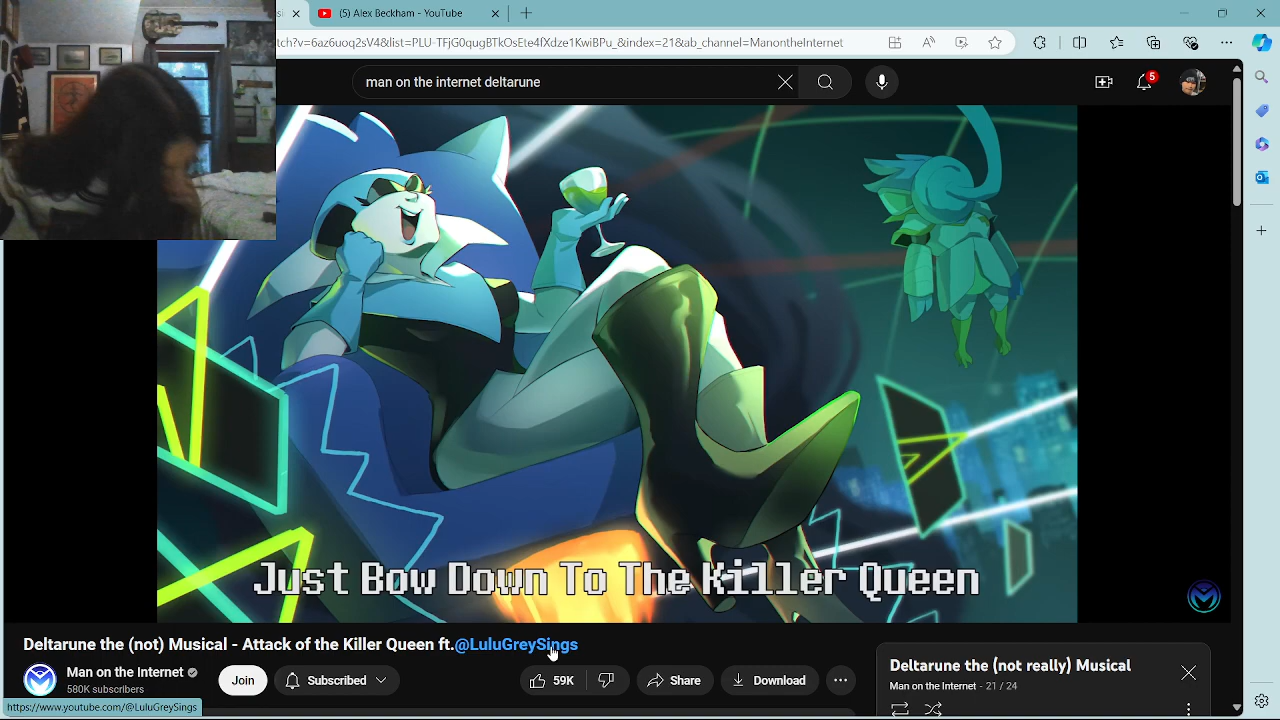 (5) Alex Beckham - YouTube
tch?v=6az6uoq2sV48&list=PLU-TFjG0qugBTkOsEte4fXdze1KwiDb_4i&index=21&ab_channel=ManontheInternet
man on the internet deltarune
5
Just Bow Down To The Killer Queen
Deltarune the (not) Musical - Attack of the Killer Queen ft.@LuluGreySings
Man on the Internet
580K subscribers
Join
Subscribed
59K
Share
Download
Deltarune the (not really) Musical
Man on the Internet - 21 / 24
https://www.youtube.com/@LuluGreySings